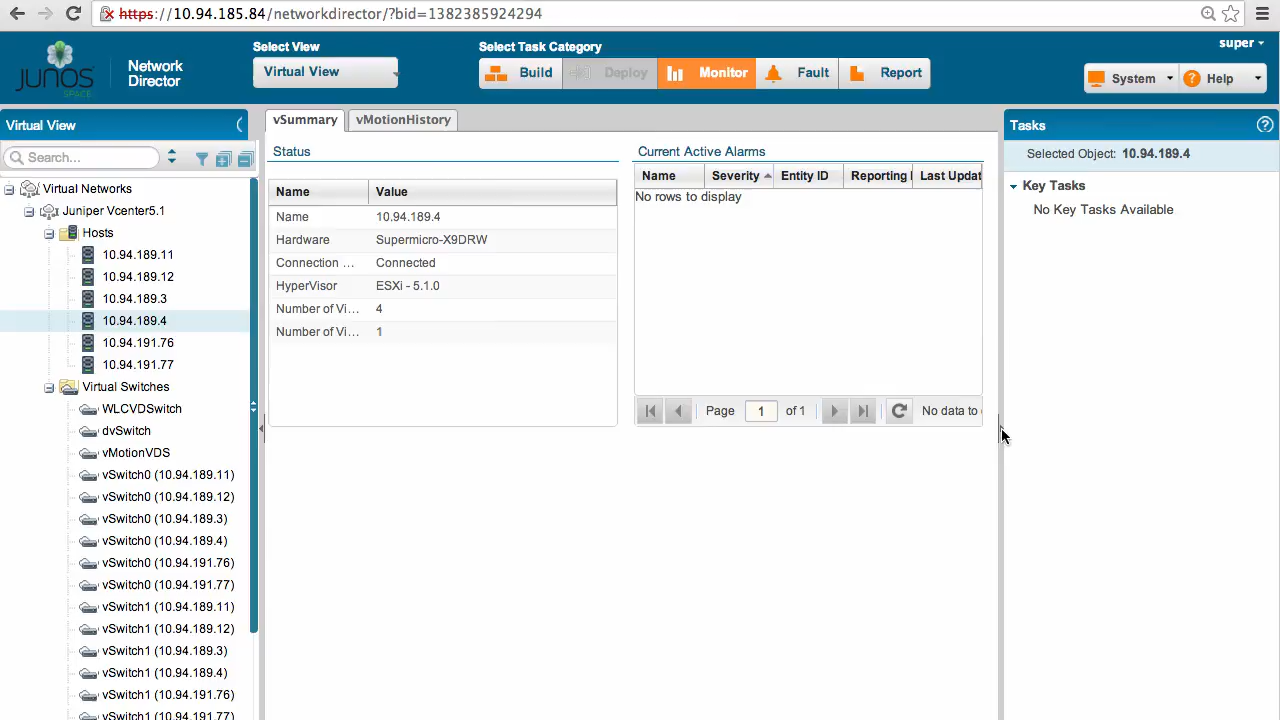 https://10.94.185.84/networkdirector/?bid=1382385924294
super
JUNOS
SPACE
Network
Director
Select View
Virtual View
Select Task Category
Build
Deploy
Monitor
Fault
Report
System
Help
Virtual View
Search...
Virtual Networks
Juniper Vcenter5.1
Hosts
10.94.189.11
10.94.189.12
10.94.189.3
10.94.189.4
10.94.191.76
10.94.191.77
Virtual Switches
WLCVDSwitch
dvSwitch
vMotionVDS
vSwitch0 (10.94.189.11)
vSwitch0 (10.94.189.12)
vSwitch0 (10.94.189.3)
vSwitch0 (10.94.189.4)
vSwitch0 (10.94.191.76)
vSwitch0 (10.94.191.77)
vSwitch1 (10.94.189.11)
vSwitch1 (10.94.189.12)
vSwitch1 (10.94.189.3)
vSwitch1 (10.94.189.4)
vSwitch1 (10.94.191.76)
vSwitch1 (10.94.191.77)
vSummary
vMotionHistory
Status
Name Value
Name 10.94.189.4
Hardware Supermicro-X9DRW
Connection ... Connected
HyperVisor ESXi - 5.1.0
Number of Vi... 4
Number of Vi... 1
Current Active Alarms
Name Severity Entity ID Reporting I Last Updat
No rows to display
Page 1 of 1 No data to
Tasks
Selected Object: 10.94.189.4
Key Tasks
No Key Tasks Available